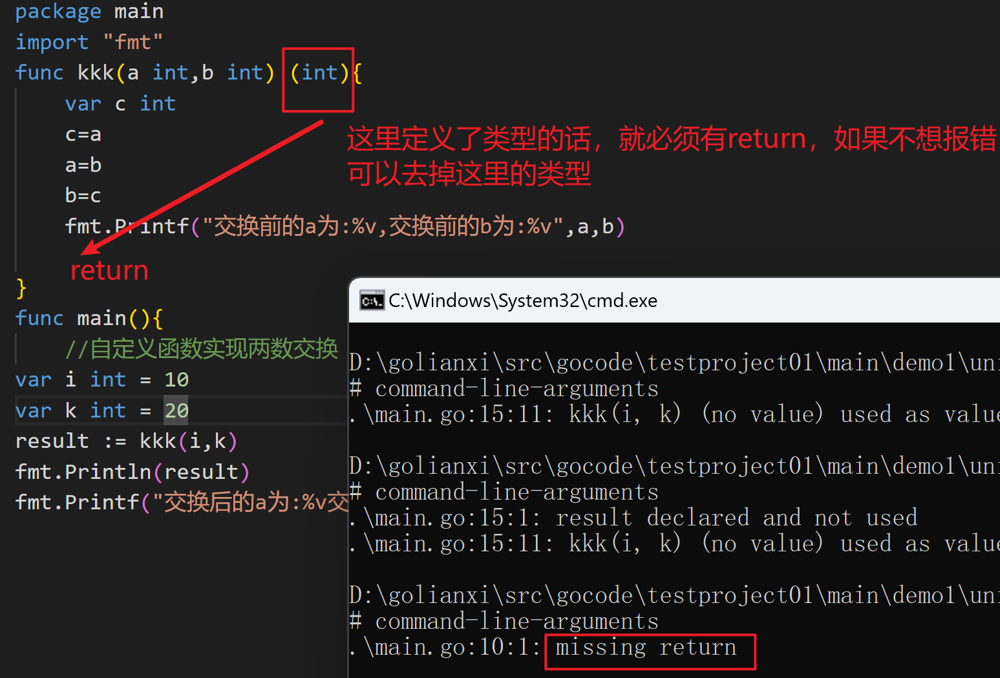 package main
import "fmt"
func kkk(a int,b int) (int){
var c int
c=a
这里定义了类型的话，就必须有return，如果不想报错
a=b
可以去掉这里的类型
b=c
fmt.Printf("交换前的a为:%v,交换前的b为:%v",a,b)
return
}
C:\Windows\System32\cmd.exe
func main(){
//自定义函数实现两数交换
var i int = 10
var k int = 20
result := kkk(i,k)
fmt.Println(result)
fmt.Printf("交换后的a为:%v交
D:\golianxi\src\gocode\testproject01\main\demo1\uni
# command-line-arguments
.\main.go:15:11: kkk(i, k) (no value) used as value
D:\golianxi\src\gocode\testproject01\main\demo1\uni
# command-line-arguments
.\main.go:15:1: result declared and not used
.\main.go:15:11: kkk(i, k) (no value) used as value
D:\golianxi\src\gocode\testproject01\main\demo1\uni
# command-line-arguments
.\main.go:10:1: missing return